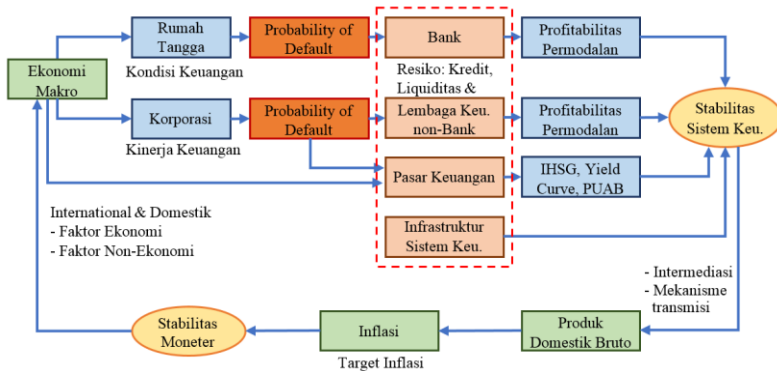 Rumah
Tangga
Probability of
Default
Bank
Profitabilitas
Permodalan
Ekonomi
Makro
Kondisi Keuangan
Resiko: Kredit,
Liquiditas &
Korporasi
Probability of
Default
Lembaga Keu.
non-Bank
Profitabilitas
Permodalan
Stabilitas
Sistem Keu.
Kinerja Keuangan
Pasar Keuangan
IHSG, Yield
Curve, PUAB
International & Domestik
- Faktor Ekonomi
- Faktor Non-Ekonomi
Infrastruktur
Sistem Keu.
- Intermediasi
- Mekanisme
transmisi
Stabilitas
Moneter
Inflasi
Produk
Domestik Bruto
Target Inflasi